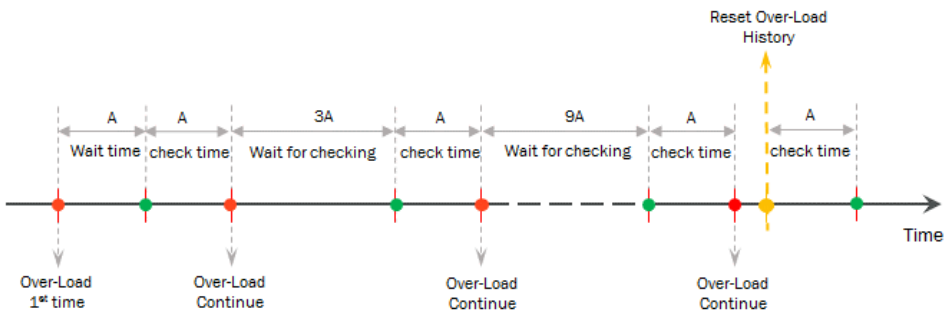 Reset Over-Load
History
A
A
3A
A
9A
A
A
Wait time
check time
Wait for checking
check time
Wait for checking
check time
check time
Time
Over-Load
1st time
Over-Load
Continue
Over-Load
Continue
Over-Load
Continue